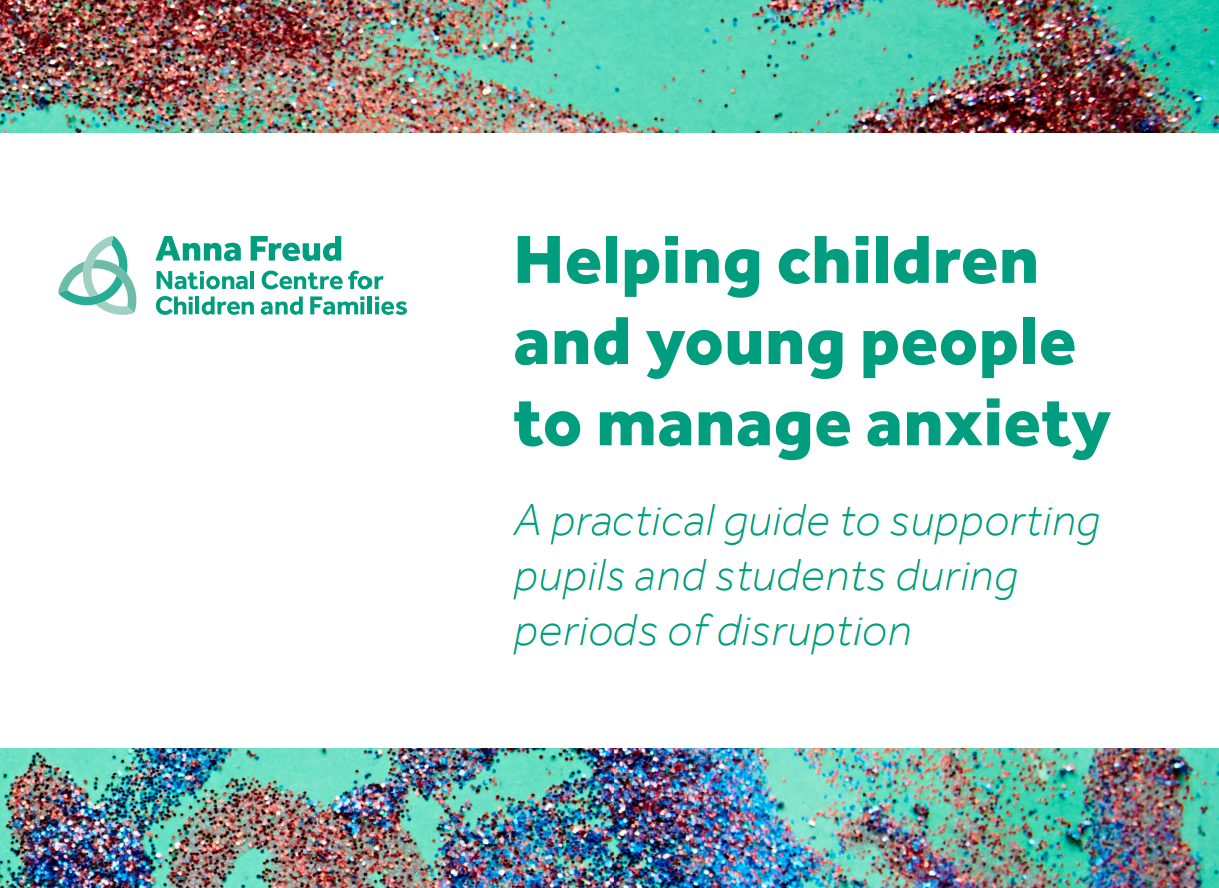 Anna Freud
National Centre for
Children and Families
Helping children
and young people
to manage anxiety
A practical guide to supporting
pupils and students during
periods of disruption